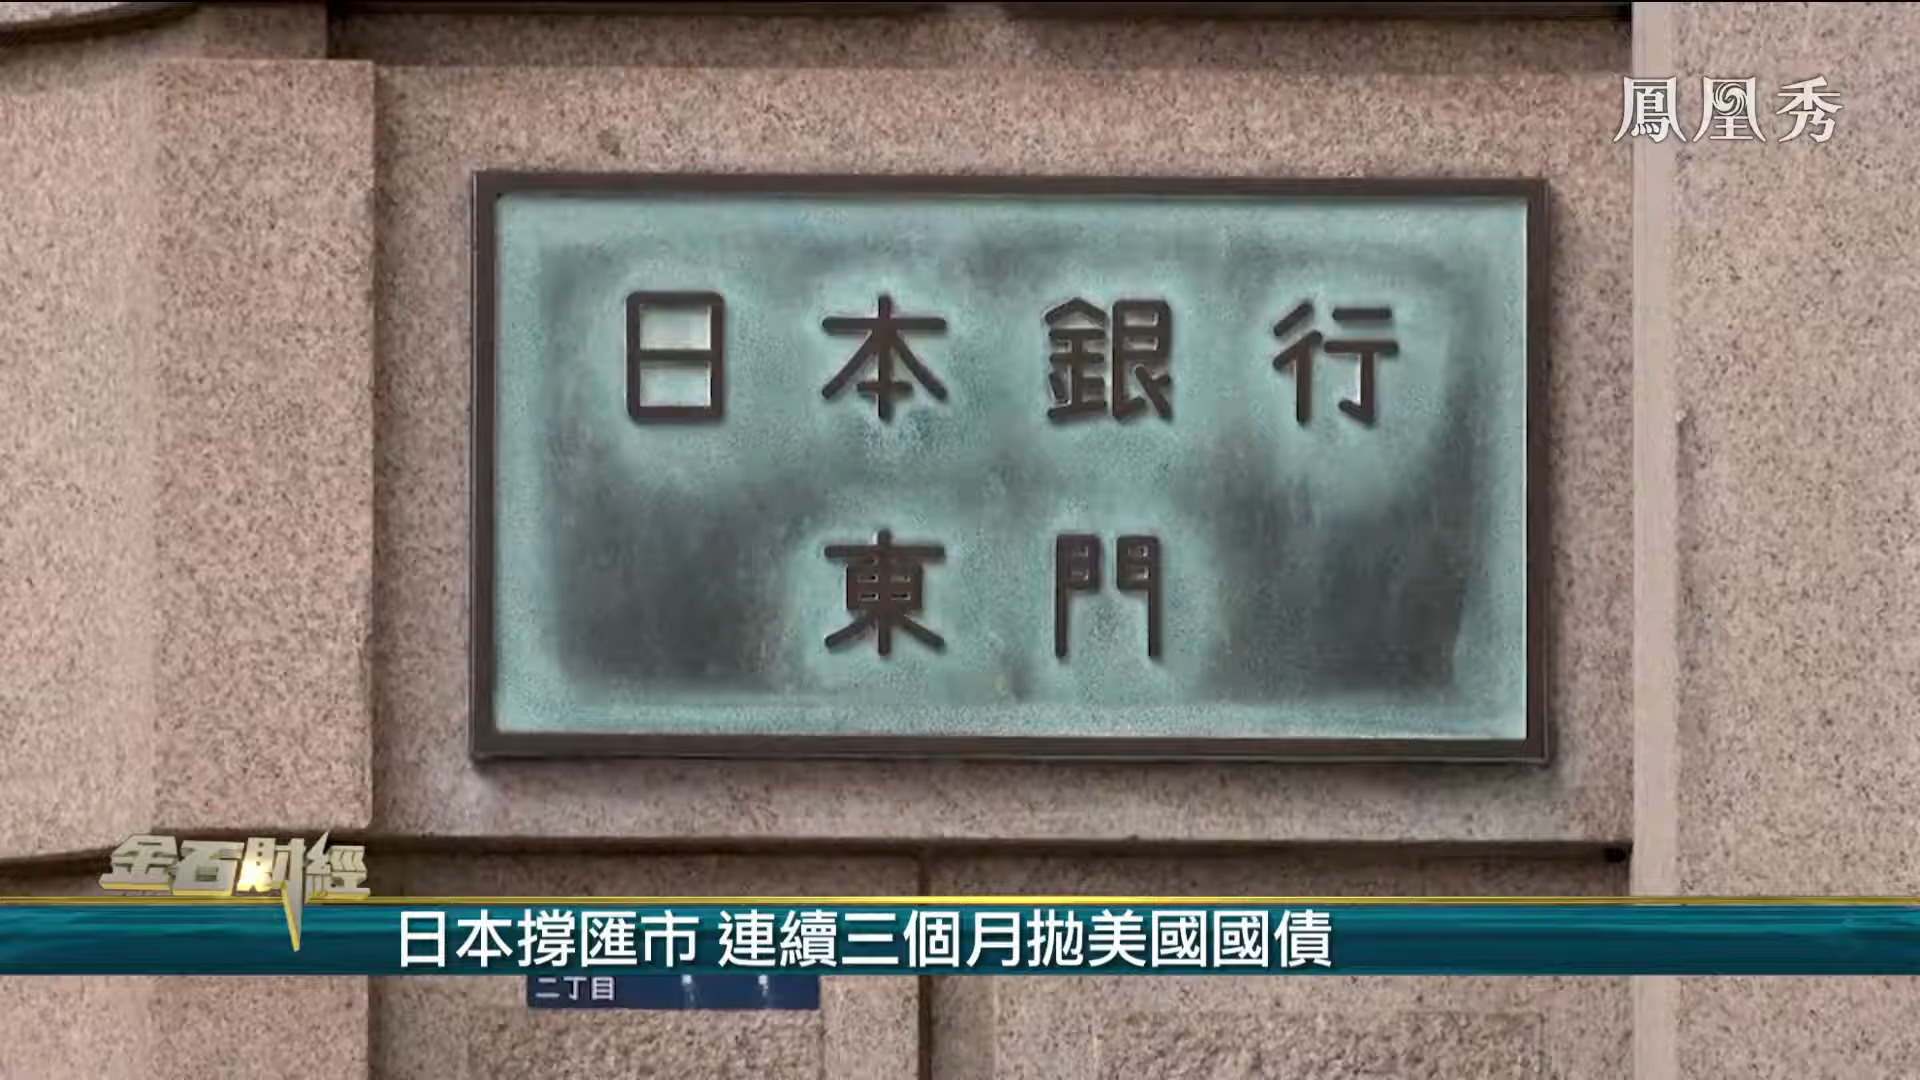 鳳凰秀
日本銀行
東門
金石財經
日本撐匯市 連續三個月拋美國國債
二丁目